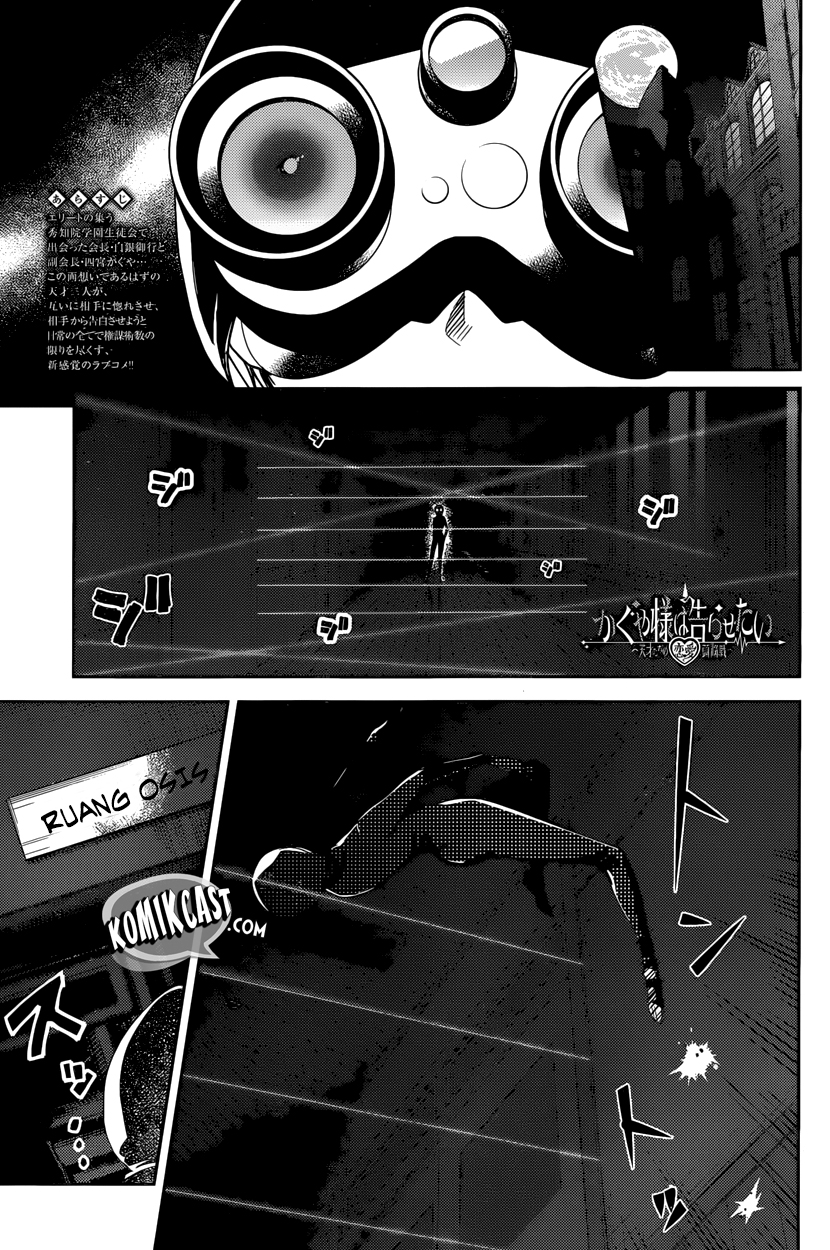 あらすじ
エリートの集う
秀知院学園生徒会で
出会った会長・白銀御行と
副会長・四宮かぐや…
この両想いであるはずの
天才二人が、
互いに相手に惚れさせ、
相手から告白させようと
日常の全てで権謀術数の
限りを尽くす、
新感覚のラブコメ!!
ジ
ジ
ジ
ジ
ジジ
ジ
かぐや様は告らせたい
〜天才たちの恋愛頭脳戦〜
トン
RUANG OSIS
KOMIKCAST
.COM
スッ…
トッ